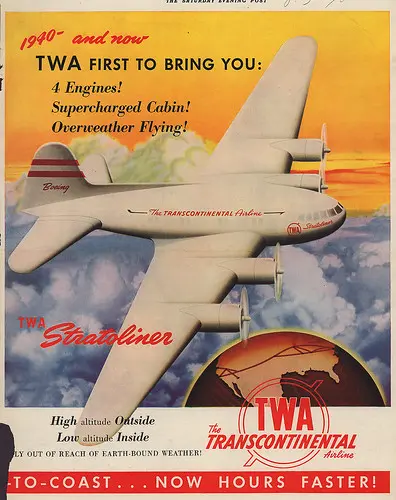 THE SATURDAY EVENING POST
1940- and now
TWA FIRST TO BRING YOU:
4 Engines!
Supercharged Cabin!
Overweather Flying!
Boeing
The TRANSCONTINENTAL Airline
TWA Stratoliner
TWA
Stratoliner
High altitude Outside
Low altitude Inside
LY OUT OF REACH OF EARTH-BOUND WEATHER!
TWA
The
TRANSCONTINENTAL
Airline
-TO-COAST... NOW HOURS FASTER!